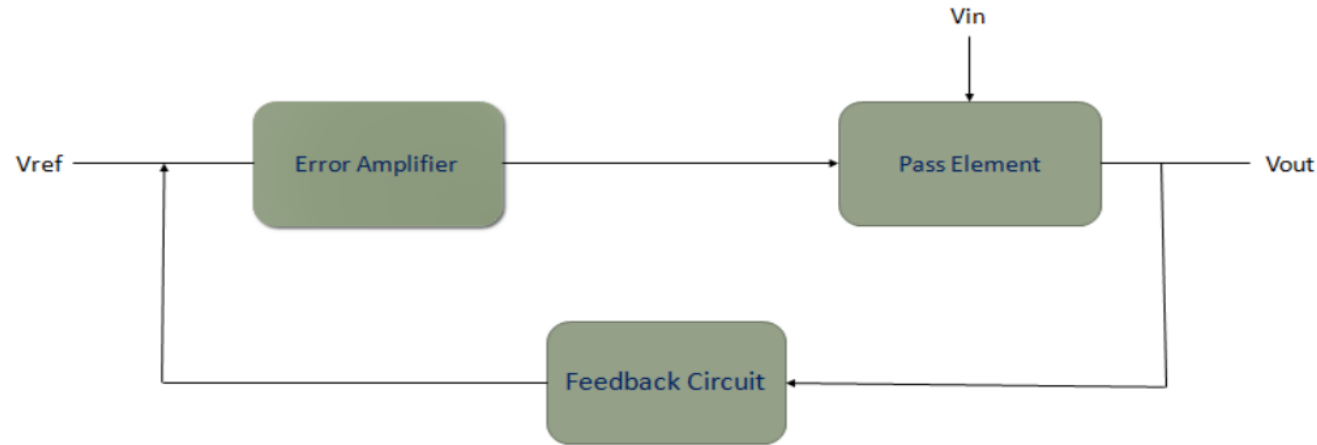 Vin
Vref
Error Amplifier
Pass Element
Vout
Feedback Circuit